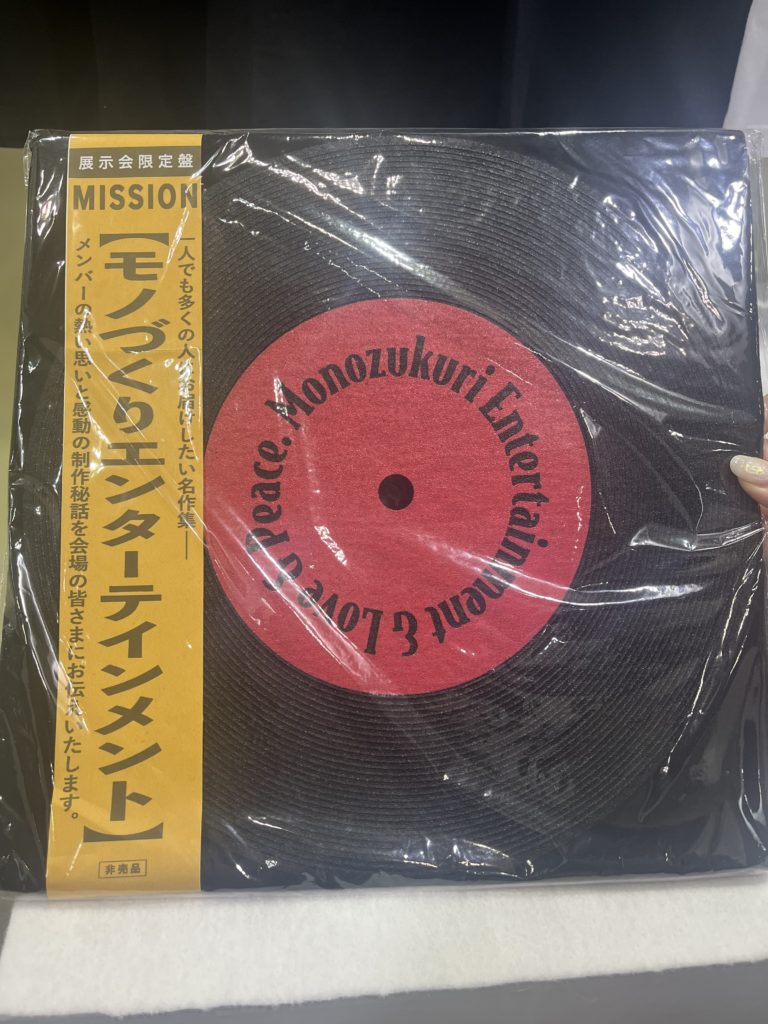 展示会限定盤
MISSION
一人でも多くの人にお届けしたい名作集——
【モノづくりエンターテインメント】
メンバーの熱い思いと感動の制作秘話を会場の皆さまにお伝えいたします。
非売品
Monozukuri Entertainment & Love & Peace.